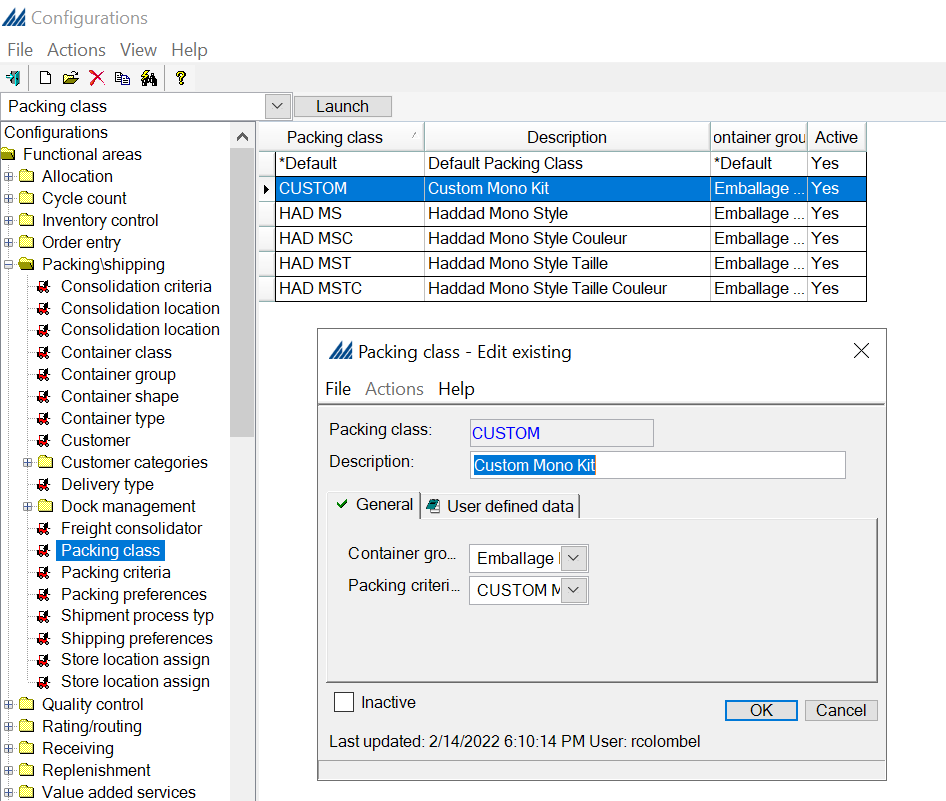 Configurations
File Actions View Help
Packing class Launch
Configurations
Functional areas
Allocation
Cycle count
Inventory control
Order entry
Packing\shipping
Consolidation criteria
Consolidation location
Consolidation location
Container class
Container group
Container shape
Container type
Customer
Customer categories
Delivery type
Dock management
Freight consolidator
Packing class
Packing criteria
Packing preferences
Shipment process typ
Shipping preferences
Store location assign
Store location assign
Quality control
Rating/routing
Receiving
Replenishment
Value added services
Packing class Description ontainer grou Active
*Default Default Packing Class *Default Yes
CUSTOM Custom Mono Kit Emballage ... Yes
HAD MS Haddad Mono Style Emballage ... Yes
HAD MSC Haddad Mono Style Couleur Emballage ... Yes
HAD MST Haddad Mono Style Taille Emballage ... Yes
HAD MSTC Haddad Mono Style Taille Couleur Emballage ... Yes
Packing class - Edit existing
File Actions Help
Packing class: CUSTOM
Description: Custom Mono Kit
General User defined data
Container gro... Emballage
Packing criteri... CUSTOM M
Inactive
OK Cancel
Last updated: 2/14/2022 6:10:14 PM User: rcolombel